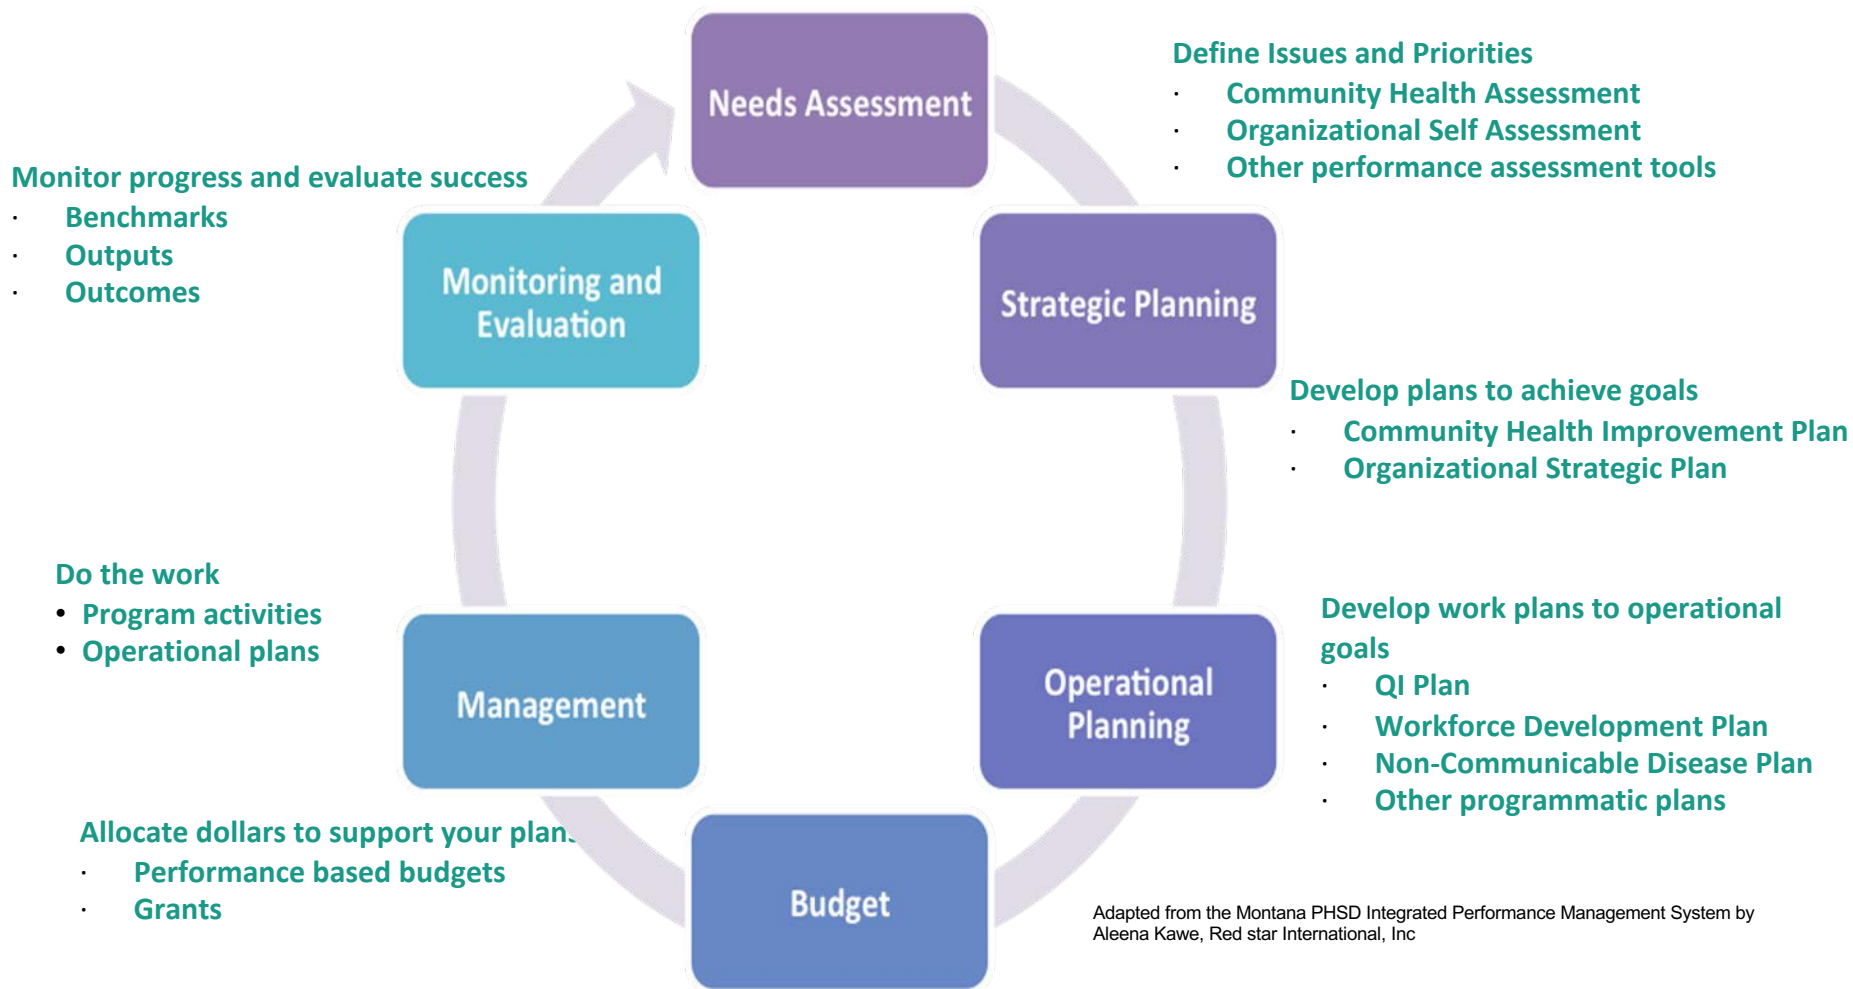 Needs Assessment
Define Issues and Priorities
· Community Health Assessment
· Organizational Self Assessment
· Other performance assessment tools
Strategic Planning
Develop plans to achieve goals
· Community Health Improvement Plan
· Organizational Strategic Plan
Operational
Planning
Develop work plans to operational
goals
· QI Plan
· Workforce Development Plan
· Non-Communicable Disease Plan
· Other programmatic plans
Budget
Allocate dollars to support your plans
· Performance based budgets
· Grants
Management
Do the work
• Program activities
• Operational plans
Monitoring and
Evaluation
Monitor progress and evaluate success
· Benchmarks
· Outputs
· Outcomes
Adapted from the Montana PHSD Integrated Performance Management System by
Aleena Kawe, Red star International, Inc